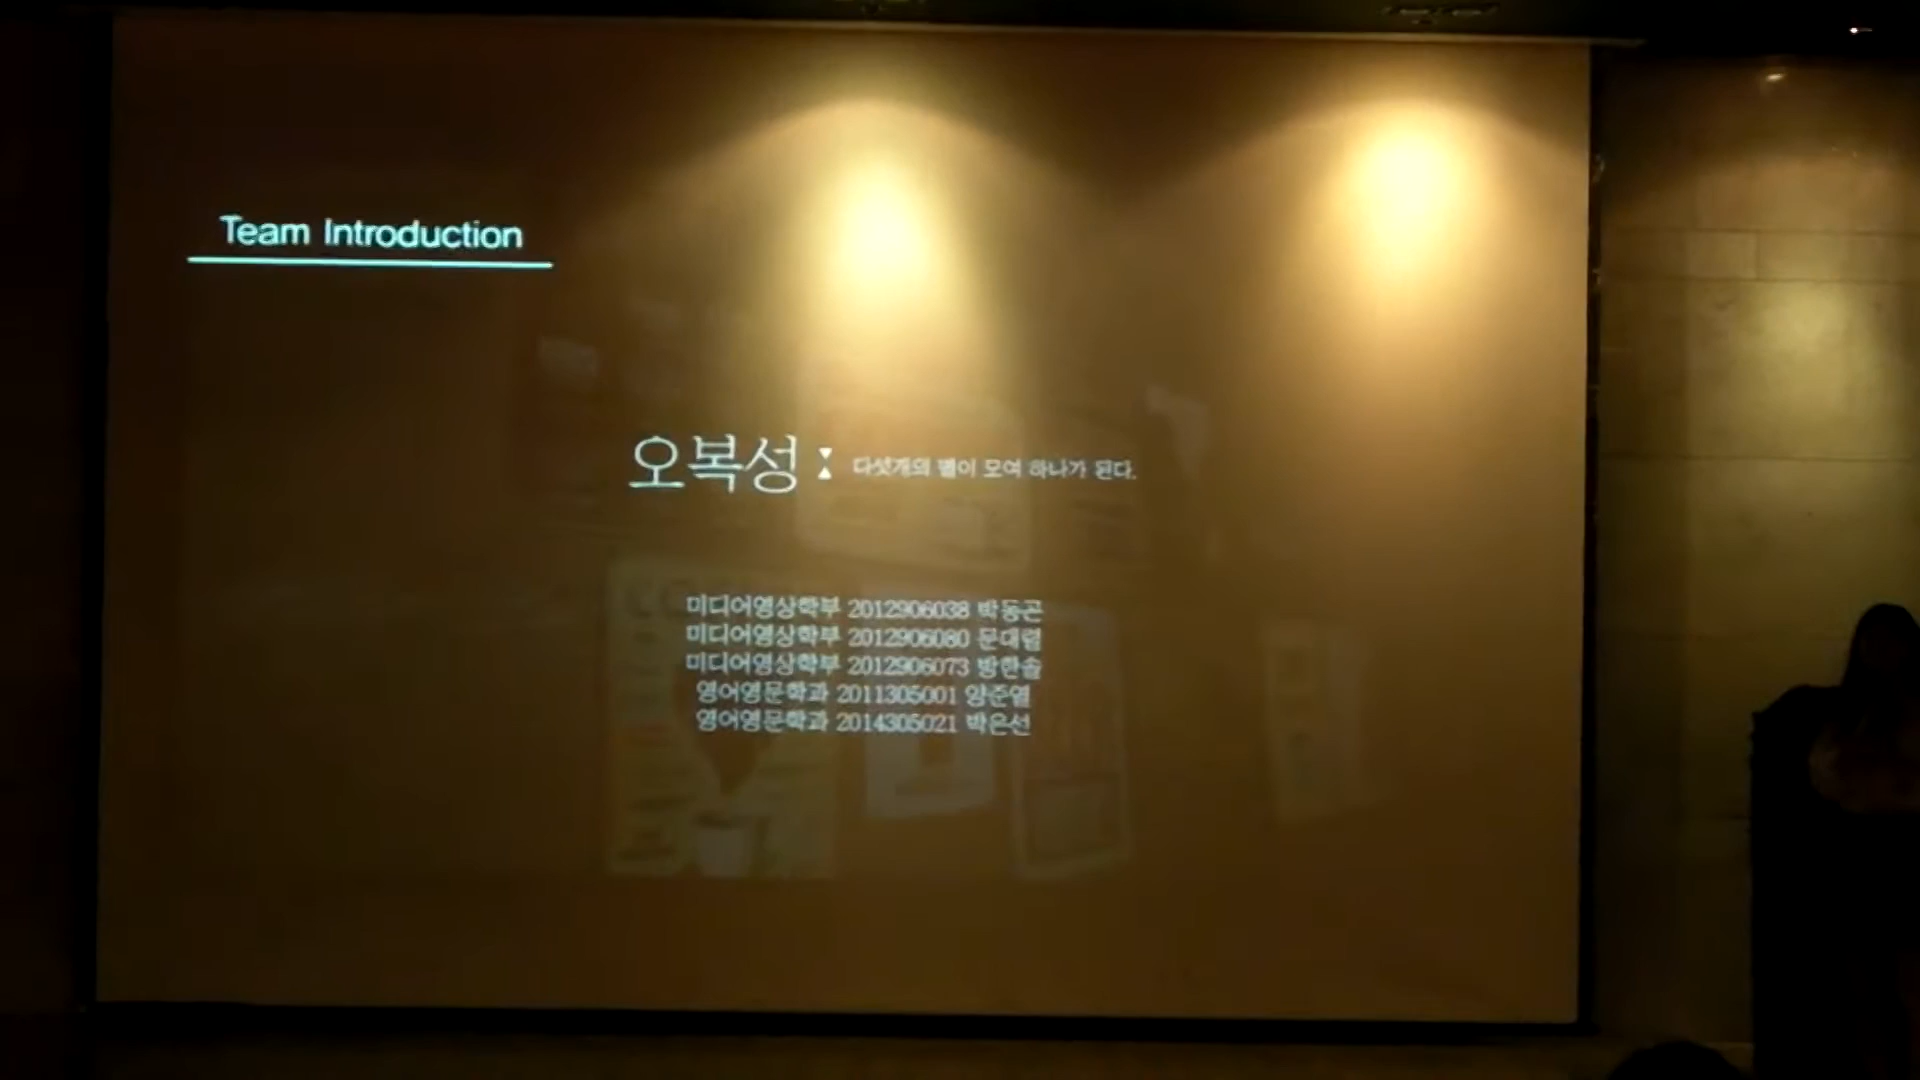 Team Introduction
오복성 : 다섯개의 별이 모여 하나가 된다.
미디어영상학부 2012906038 박동곤
미디어영상학부 2012906080 문대렴
미디어영상학부 2012906073 방한솔
영어영문학과 2011305001 양준열
영어영문학과 2014305021 박은선